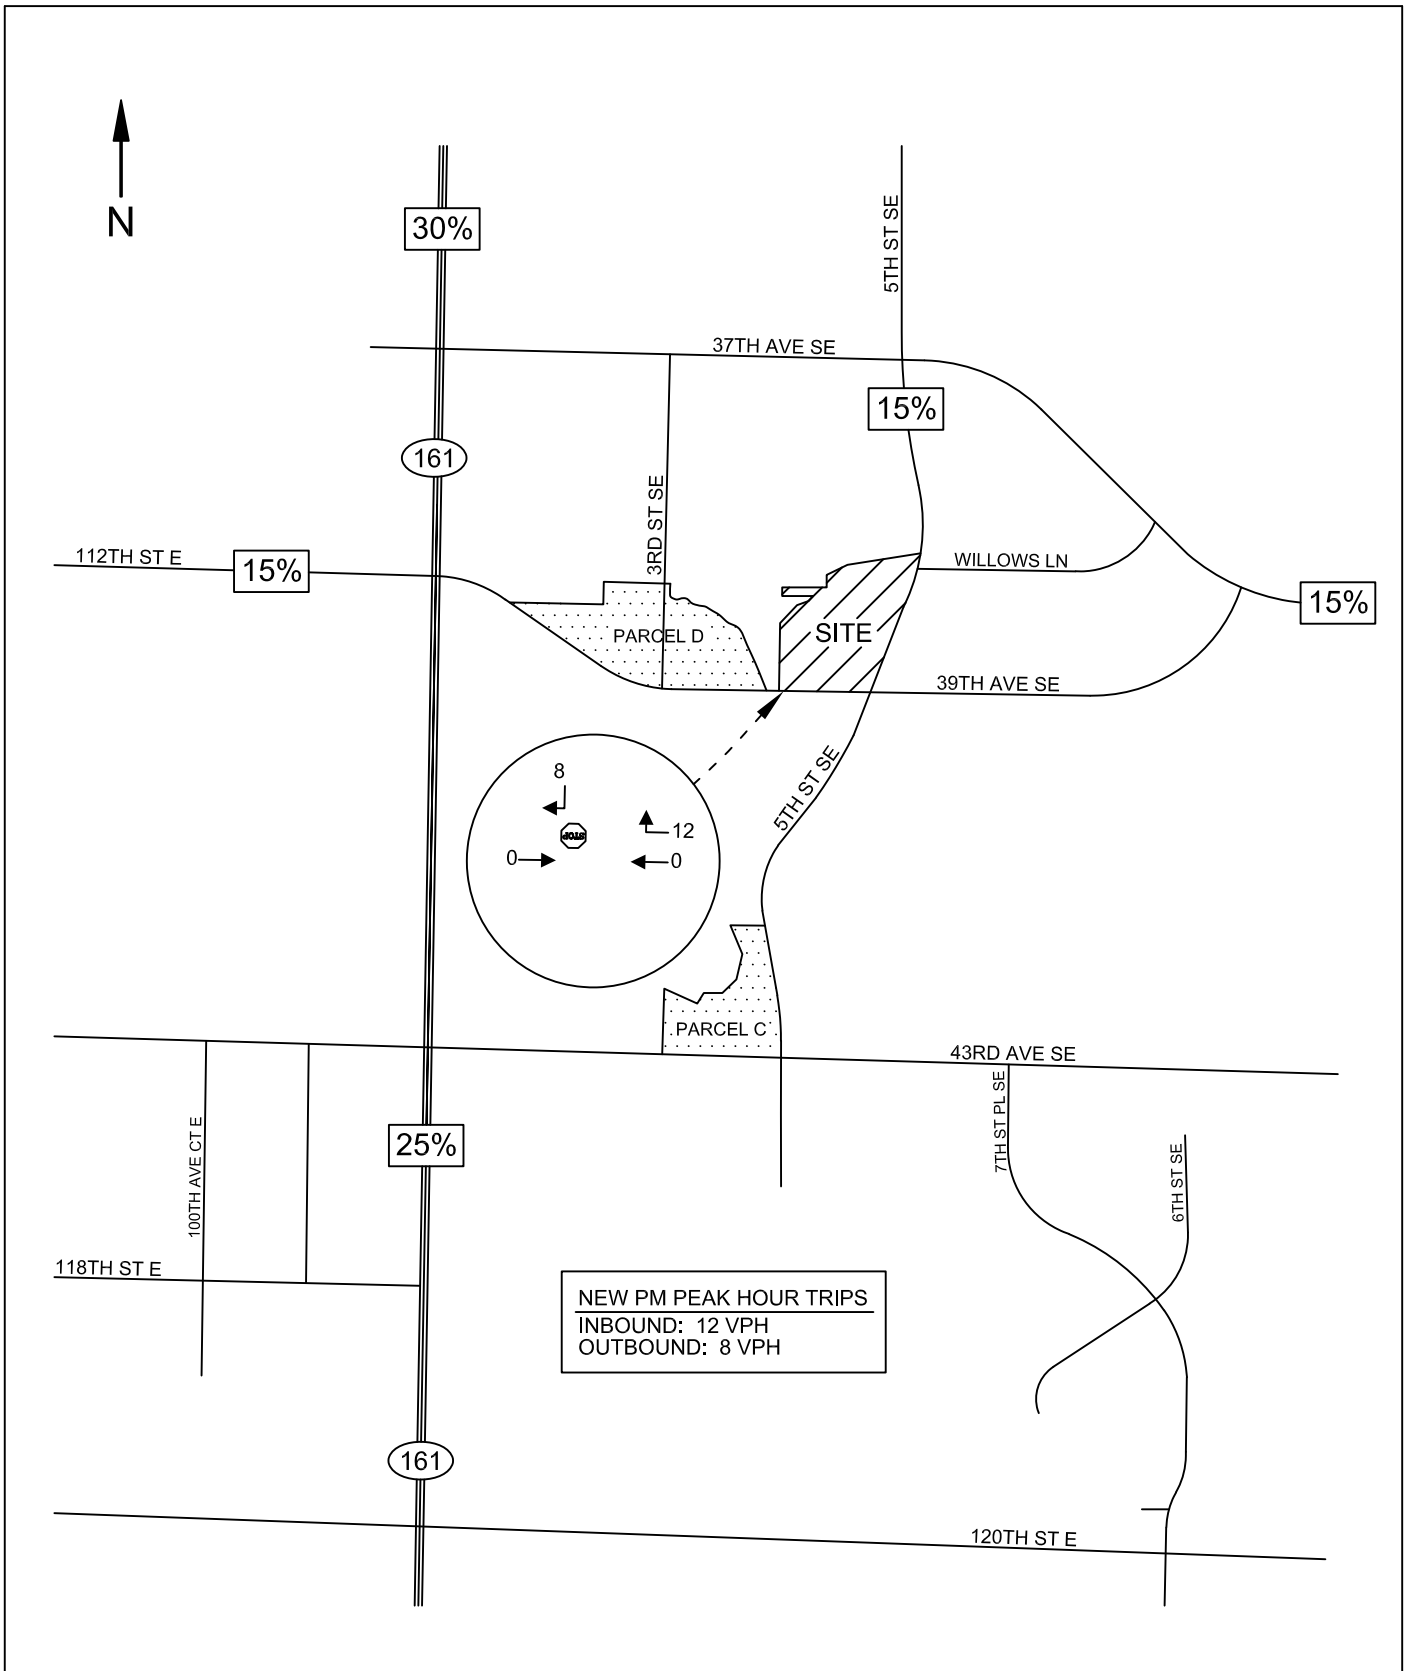 N
30%
5TH ST SE
37TH AVE SE
15%
161
3RD ST SE
112TH ST E
15%
WILLOWS LN
15%
PARCEL D
SITE
39TH AVE SE
5TH ST SE
8
STOP
12
0
0
PARCEL C
43RD AVE SE
7TH ST PL SE
100TH AVE CT E
25%
6TH ST SE
118TH ST E
NEW PM PEAK HOUR TRIPS
INBOUND: 12 VPH
OUTBOUND: 8 VPH
161
120TH ST E